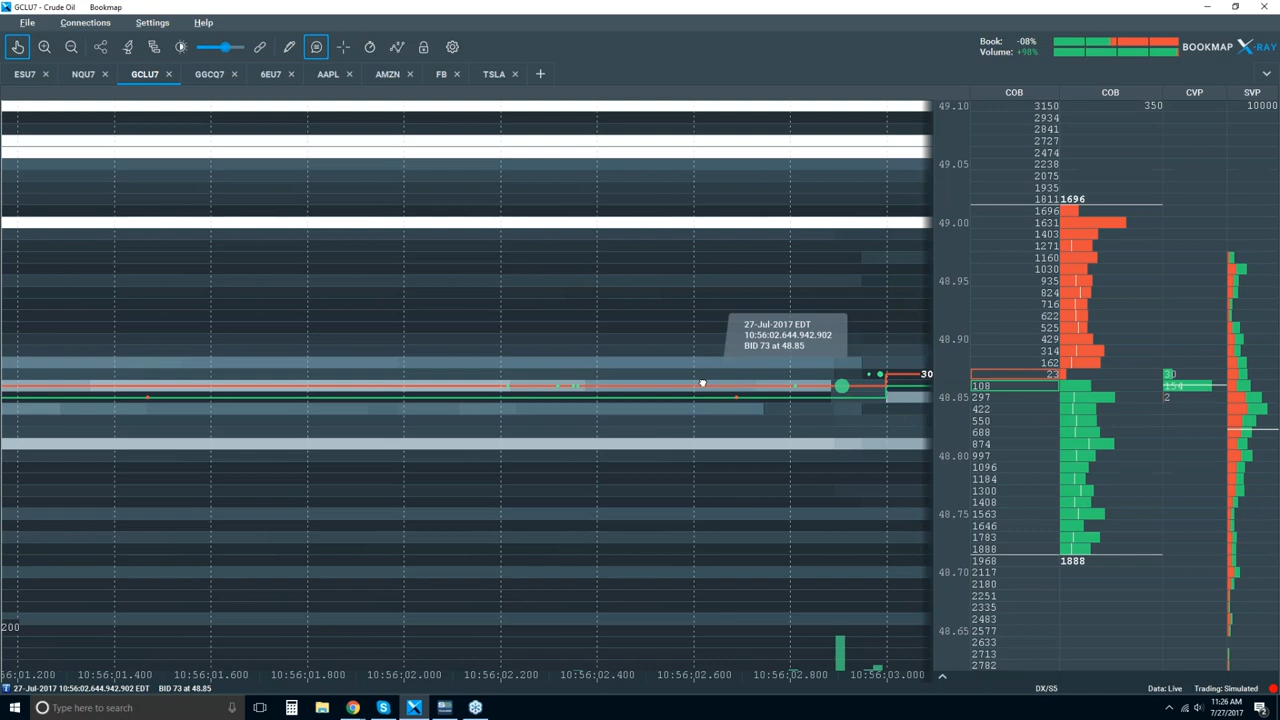 GCLU7 - Crude Oil Bookmap
File Connections Settings Help
Book: -08%
Volume: +98%
BOOKMAP X-RAY
ESU7 NQU7 GCLU7 GGCQ7 6EU7 AAPL AMZN FB TSLA
COB COB CVP SVP
49.10 3150 350 10000
2934
2841
2727
2474
49.05 2238
2075
1935
1811 1696
1696
49.00 1631
1403
1271
1160
1030
48.95 935
824
716
622
525
48.90 429
314
162
30 23 30
108 154
48.85 297 2
422
550
688
874
48.80 997
1096
1184
1300
1408
1563
1646
1783
1888
1968 1888
48.70 2117
2180
2251
2335
2483
48.65 2577
2633
2713
2782
27-Jul-2017 EDT
10:56:02.644.942.902
BID 73 at 48.85
200
0:56:01.200 10:56:01.400 10:56:01.600 10:56:01.800 10:56:02.000 10:56:02.200 10:56:02.400 10:56:02.600 10:56:02.800 10:56:03.000
27-Jul-2017 10:56:02.644.942.902 EDT BID 73 at 48.85
DX/S5 Data: Live Trading: Simulated
Type here to search
11:26 AM
7/27/2017
2